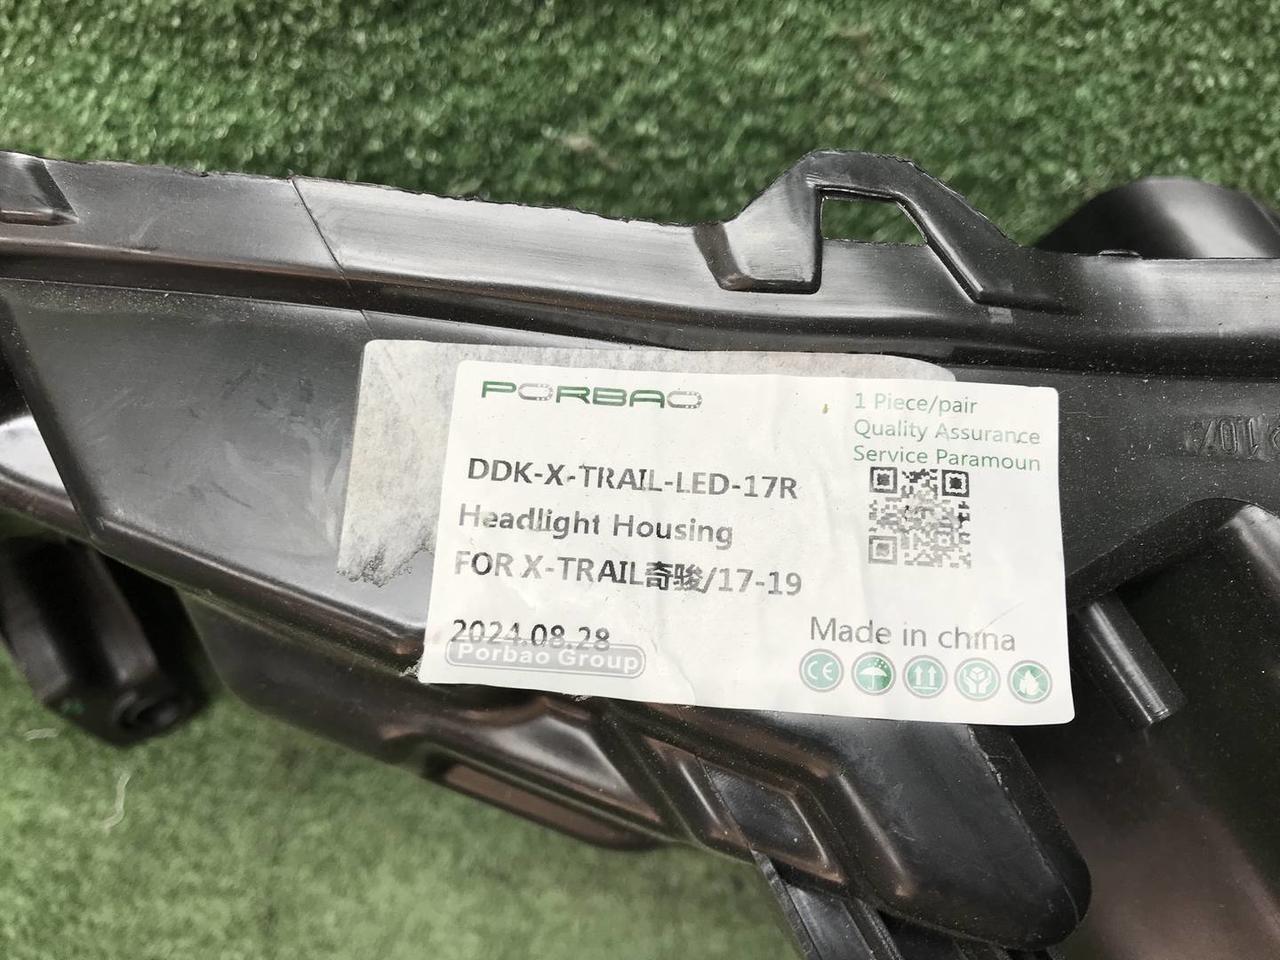 PORBAO
1 Piece/pair
Quality Assurance
Service Paramoun
DDK-X-TRAIL-LED-17R
Headlight Housing
FOR X-TRAIL奇骏/17-19
2024.08.28
Porbao Group
Made in china
CE